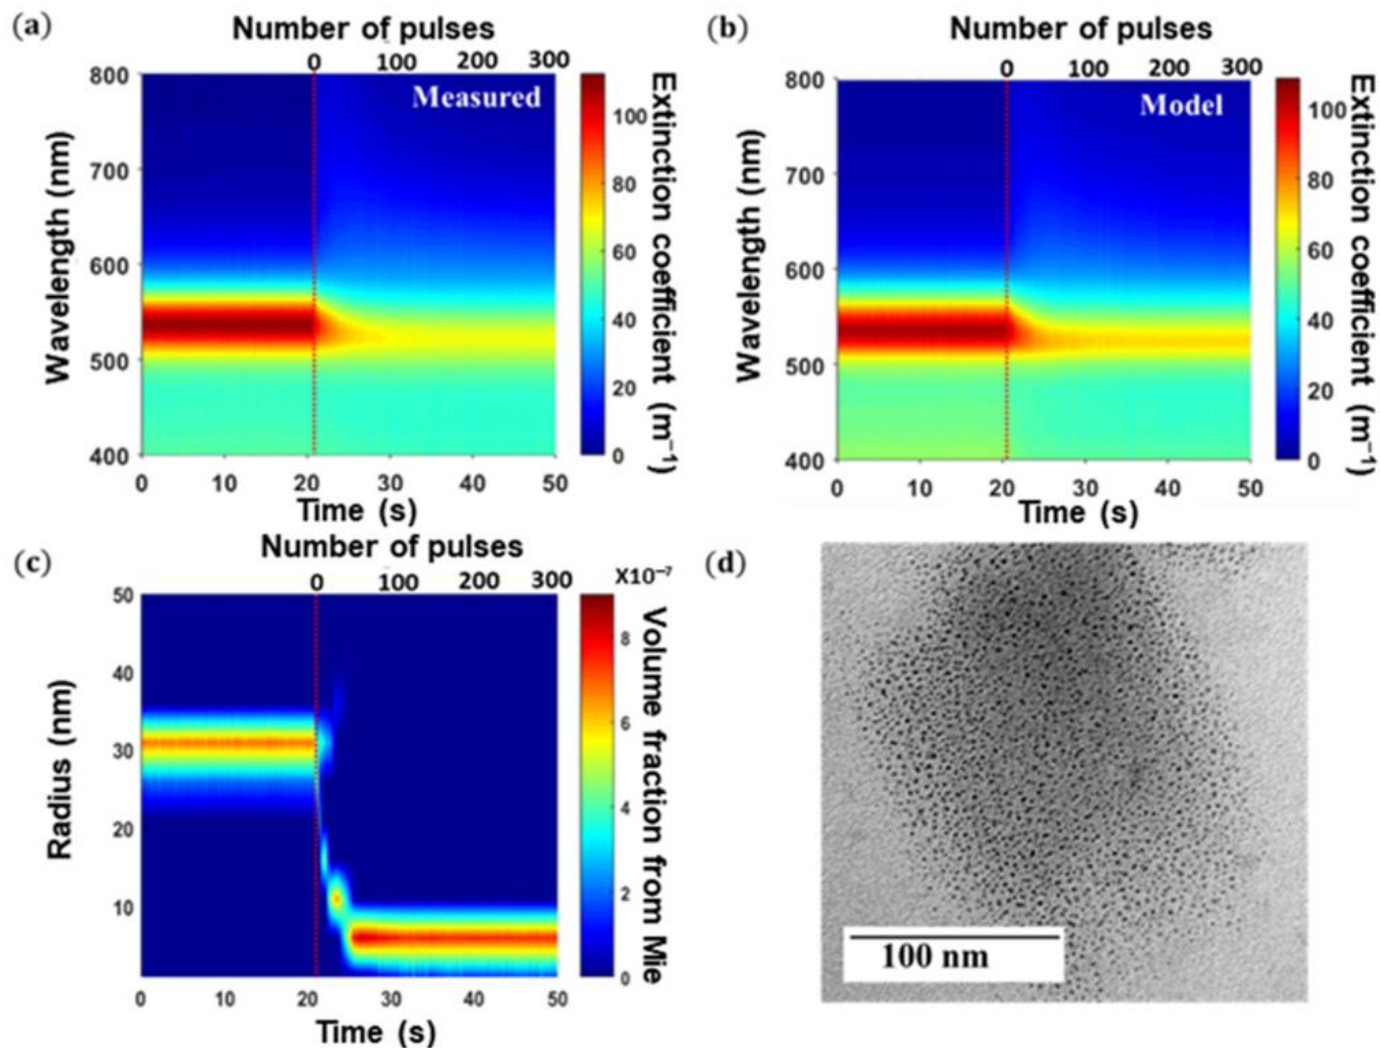 (a)
Number of pulses
0 100 200 300
800
700
600
500
400
Wavelength (nm)
Measured
0 10 20 30 40 50
Time (s)
100
80
60
40
20
0
Extinction coefficient (m⁻¹)
(b)
Number of pulses
0 100 200 300
800
700
600
500
400
Wavelength (nm)
Model
0 10 20 30 40 50
Time (s)
100
80
60
40
20
0
Extinction coefficient (m⁻¹)
(c)
Number of pulses
0 100 200 300
50
40
30
20
10
Radius (nm)
0 10 20 30 40 50
Time (s)
X10⁻⁷
8
6
4
2
0
Volume fraction from Mie
(d)
100 nm